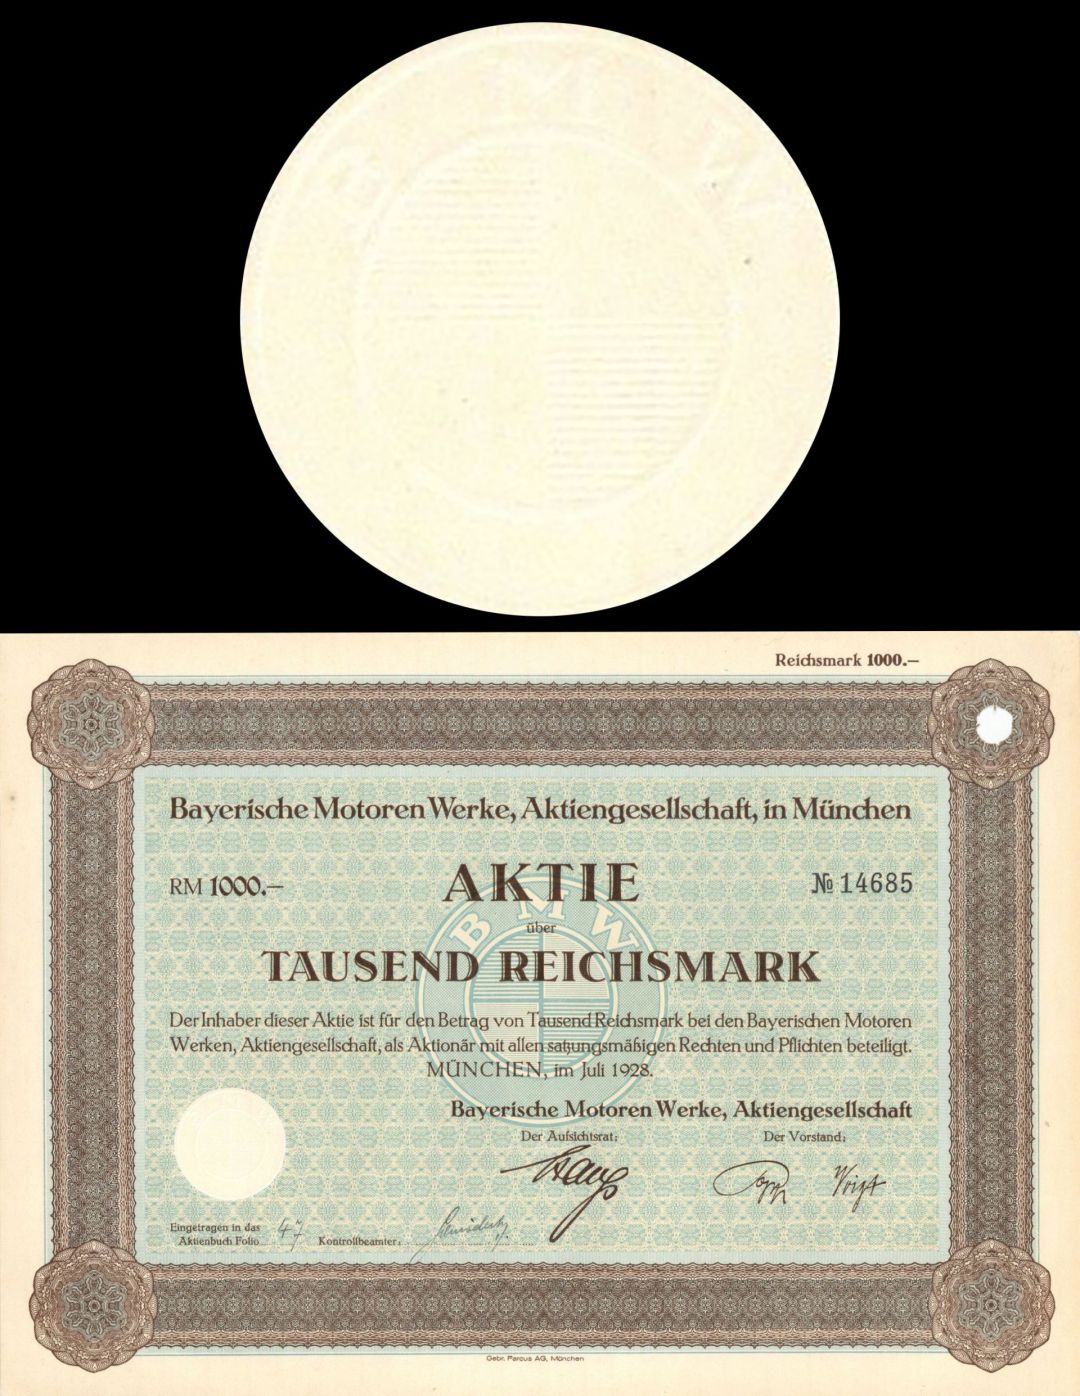 B M W
Reichsmark 1000.—
Bayerische Motoren Werke, Aktiengesellschaft, in München
RM 1000.— AKTIE № 14685
über
B M W
TAUSEND REICHSMARK
Der Inhaber dieser Aktie ist für den Betrag von Tausend Reichsmark bei den Bayerischen Motoren
Werken, Aktiengesellschaft, als Aktionär mit allen satzungsmäßigen Rechten und Pflichten beteiligt.
MÜNCHEN, im Juli 1928.
Bayerische Motoren Werke, Aktiengesellschaft
Der Aufsichtsrat: Der Vorstand:
Popp Voigt
Eingetragen in das
Aktienbuch Folio 47 Kontrollbeamter:
Gebr. Parcus AG, München